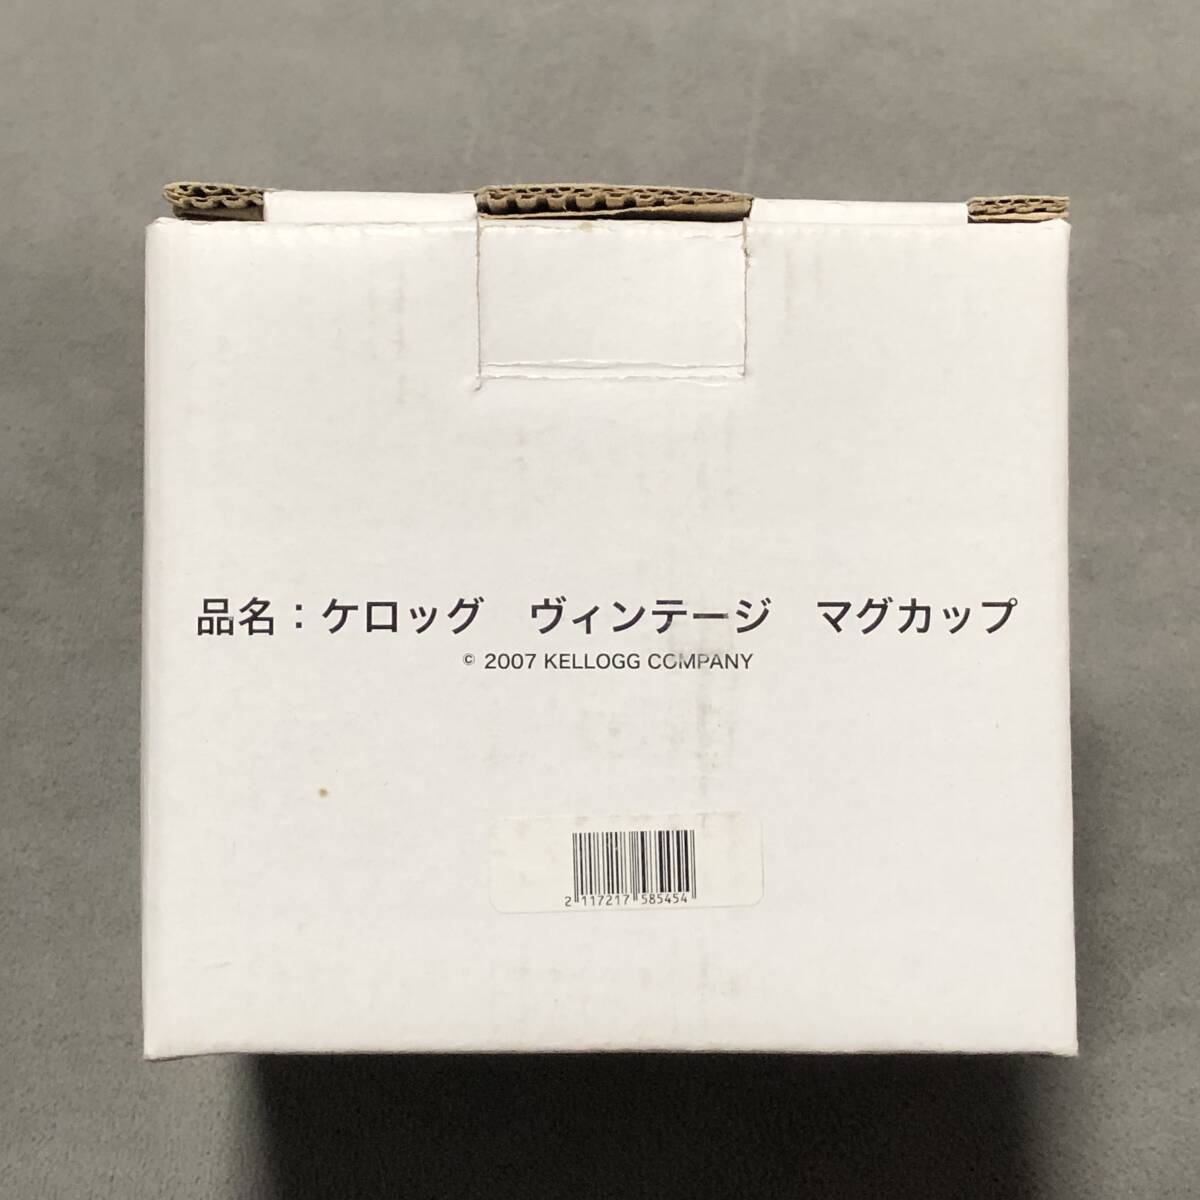 品名：ケロッグ　ヴィンテージ　マグカップ
© 2007 KELLOGG COMPANY
2 117217 585454